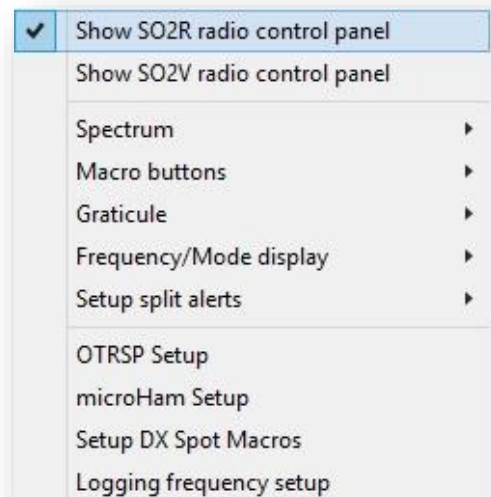 Show SO2R radio control panel
Show SO2V radio control panel
Spectrum
Macro buttons
Graticule
Frequency/Mode display
Setup split alerts
OTRSP Setup
microHam Setup
Setup DX Spot Macros
Logging frequency setup